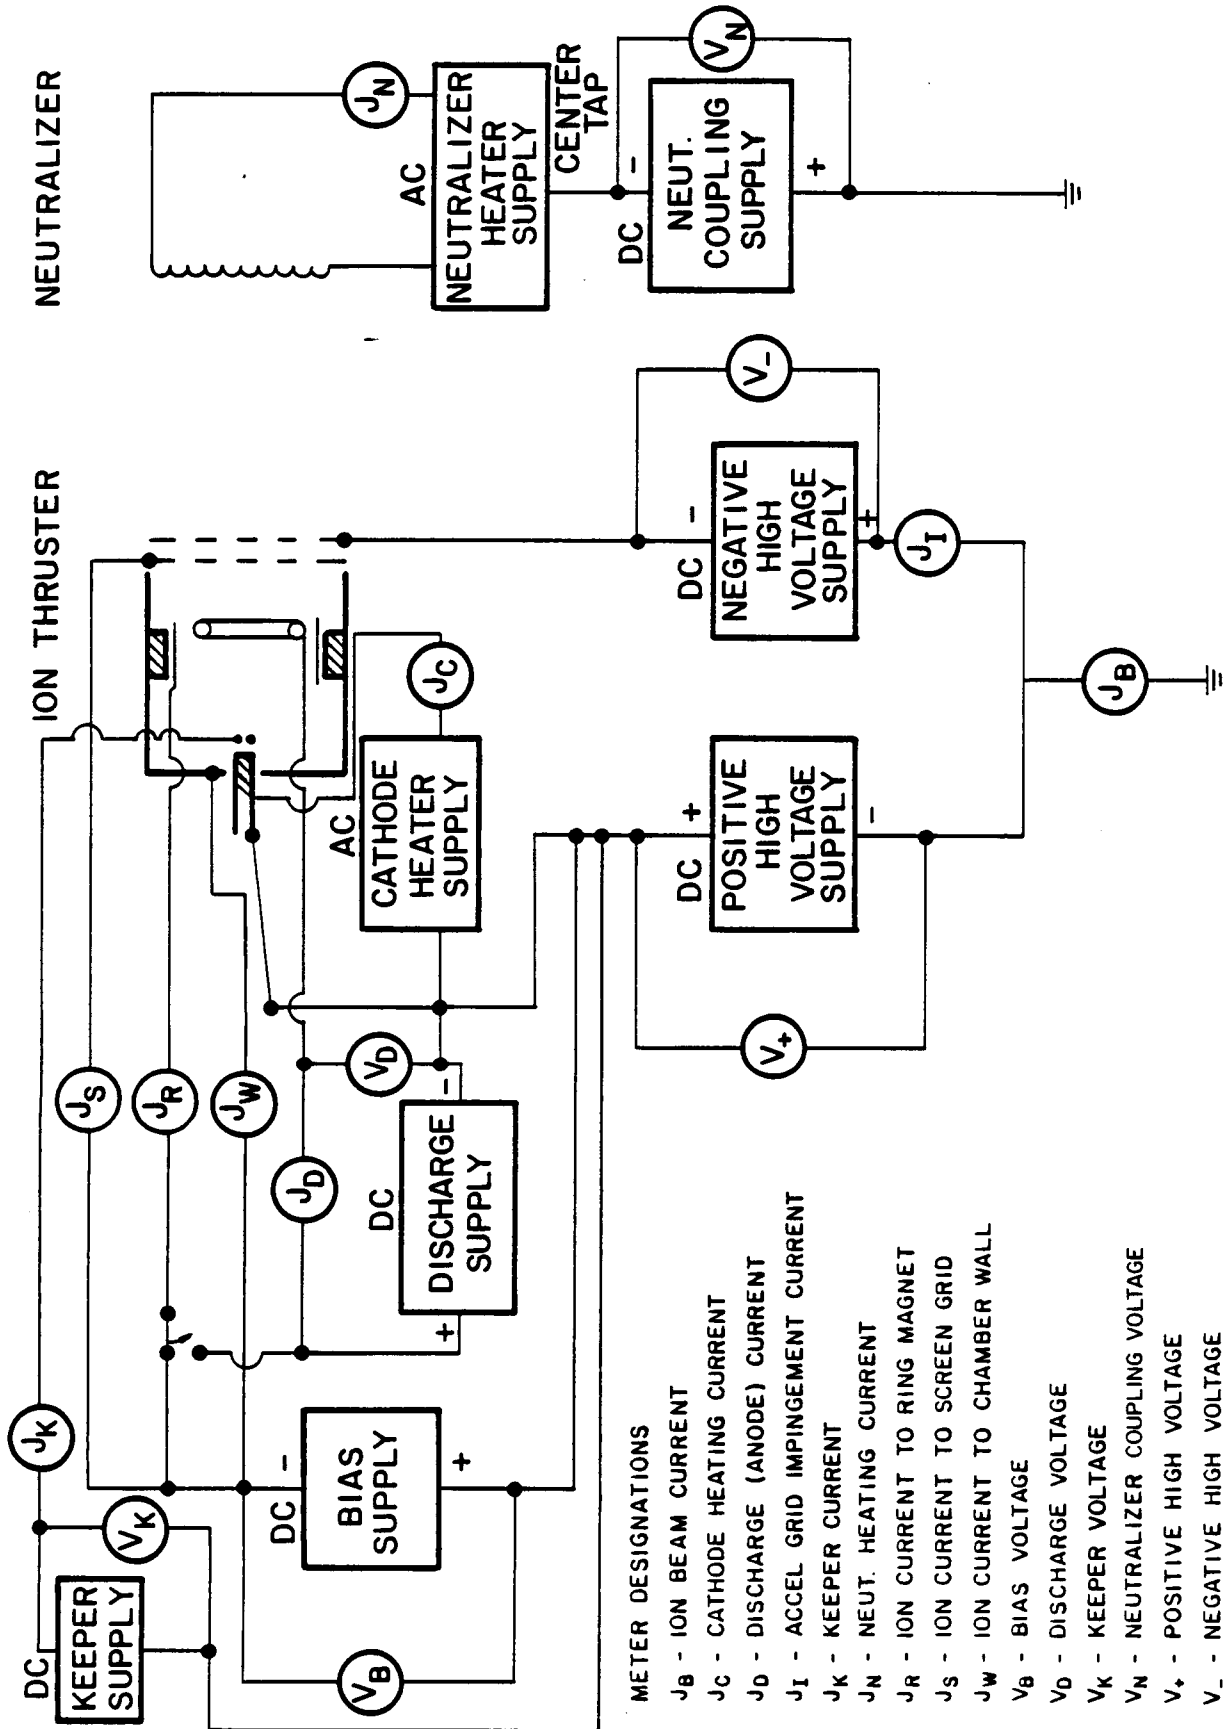 ION THRUSTER
NEUTRALIZER
DC
KEEPER
SUPPLY
V_K
J_K
J_S
J_R
J_W
DC
-
BIAS
SUPPLY
+
V_B
J_D
V_D
DC
-
DISCHARGE
SUPPLY
+
AC
CATHODE
HEATER
SUPPLY
J_C
V_+
DC
+
POSITIVE
HIGH
VOLTAGE
SUPPLY
-
DC
-
NEGATIVE
HIGH
VOLTAGE
SUPPLY
+
V_-
J_I
J_B
J_N
AC
NEUTRALIZER
HEATER
SUPPLY
CENTER
TAP
DC
-
NEUT.
COUPLING
SUPPLY
+
V_N
METER DESIGNATIONS
J_B - ION BEAM CURRENT
J_C - CATHODE HEATING CURRENT
J_D - DISCHARGE (ANODE) CURRENT
J_I - ACCEL GRID IMPINGEMENT CURRENT
J_K - KEEPER CURRENT
J_N - NEUT. HEATING CURRENT
J_R - ION CURRENT TO RING MAGNET
J_S - ION CURRENT TO SCREEN GRID
J_W - ION CURRENT TO CHAMBER WALL
V_B - BIAS VOLTAGE
V_D - DISCHARGE VOLTAGE
V_K - KEEPER VOLTAGE
V_N - NEUTRALIZER COUPLING VOLTAGE
V_+ - POSITIVE HIGH VOLTAGE
V_- - NEGATIVE HIGH VOLTAGE